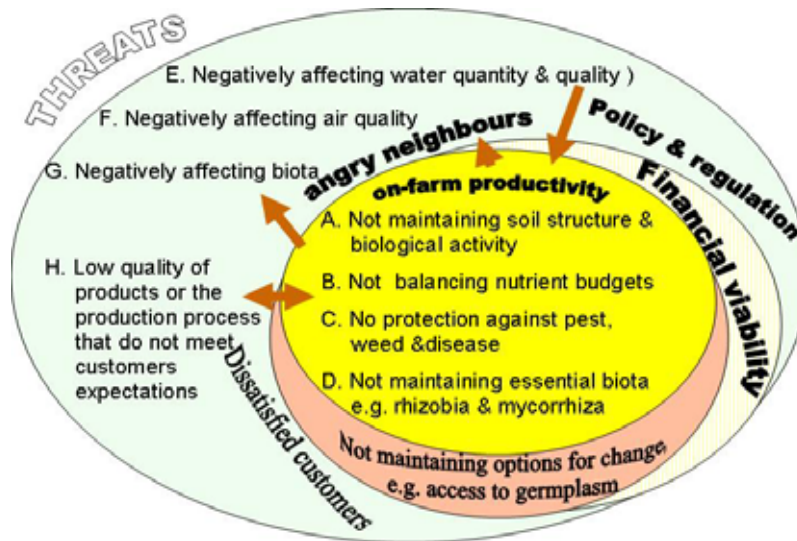 THREATS
E. Negatively affecting water quantity & quality )
F. Negatively affecting air quality
G. Negatively affecting biota
angry neighbours
Policy & regulation
Financial viability
on-farm productivity
A. Not maintaining soil structure &
biological activity
B. Not balancing nutrient budgets
C. No protection against pest,
weed &disease
D. Not maintaining essential biota
e.g. rhizobia & mycorrhiza
H. Low quality of
products or the
production process
that do not meet
customers
expectations
Dissatisfied customers
Not maintaining options for change,
e.g. access to germplasm